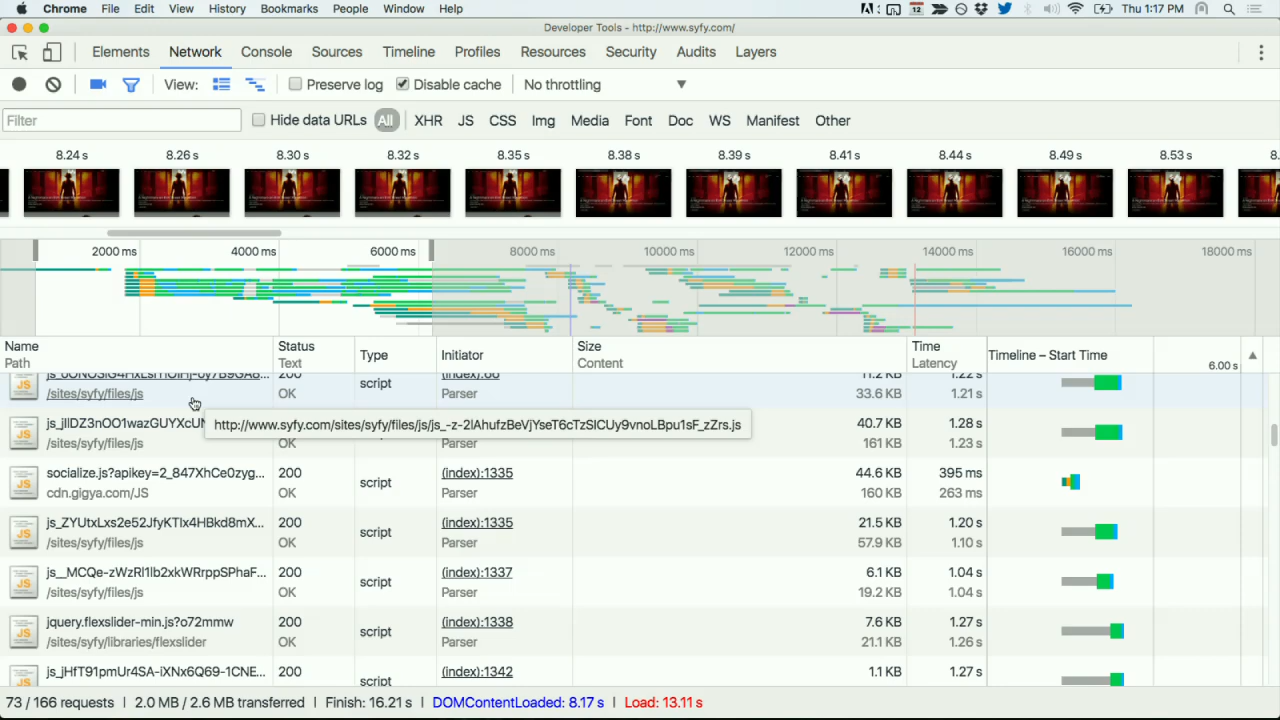 Chrome File Edit View History Bookmarks People Window Help 12 Thu 1:17 PM
Developer Tools - http://www.syfy.com/
Elements Network Console Sources Timeline Profiles Resources Security Audits Layers
View: Preserve log Disable cache No throttling
Filter Hide data URLs All XHR JS CSS Img Media Font Doc WS Manifest Other
8.24 s 8.26 s 8.30 s 8.32 s 8.35 s 8.38 s 8.39 s 8.41 s 8.44 s 8.49 s 8.53 s 8.
2000 ms 4000 ms 6000 ms 8000 ms 10000 ms 12000 ms 14000 ms 16000 ms 18000 ms
Name Status Type Initiator Size Time Timeline – Start Time
Path Text Content Latency 6.00 s
200 11.2 KB 1.22 s
/sites/syfy/files/js OK script Parser 33.6 KB 1.21 s
http://www.syfy.com/sites/syfy/files/js/js_-z-2lAhufzBeVjYseT6cTzSlCUy9vnoLBpu1sF_zZrs.js 40.7 KB 1.28 s
/sites/syfy/files/js OK Parser 161 KB 1.23 s
socialize.js?apikey=2_847XhCe0zyg... 200 script (index):1335 44.6 KB 395 ms
cdn.gigya.com/JS OK Parser 160 KB 263 ms
js_ZYUtxLxs2e52JfyKTIx4HBkd8mX... 200 script (index):1335 21.5 KB 1.20 s
/sites/syfy/files/js OK Parser 57.9 KB 1.10 s
js__MCQe-zWzRl1lb2xkWRrppSPhaF... 200 script (index):1337 6.1 KB 1.04 s
/sites/syfy/files/js OK Parser 19.2 KB 1.04 s
jquery.flexslider-min.js?o72mmw 200 script (index):1338 7.6 KB 1.27 s
/sites/syfy/libraries/flexslider OK Parser 21.1 KB 1.26 s
js_jHfT91pmUr4SA-iXNx6Q69-1CNE... 200 script (index):1342 1.1 KB 1.27 s
73 / 166 requests | 2.0 MB / 2.6 MB transferred | Finish: 16.21 s | DOMContentLoaded: 8.17 s | Load: 13.11 s